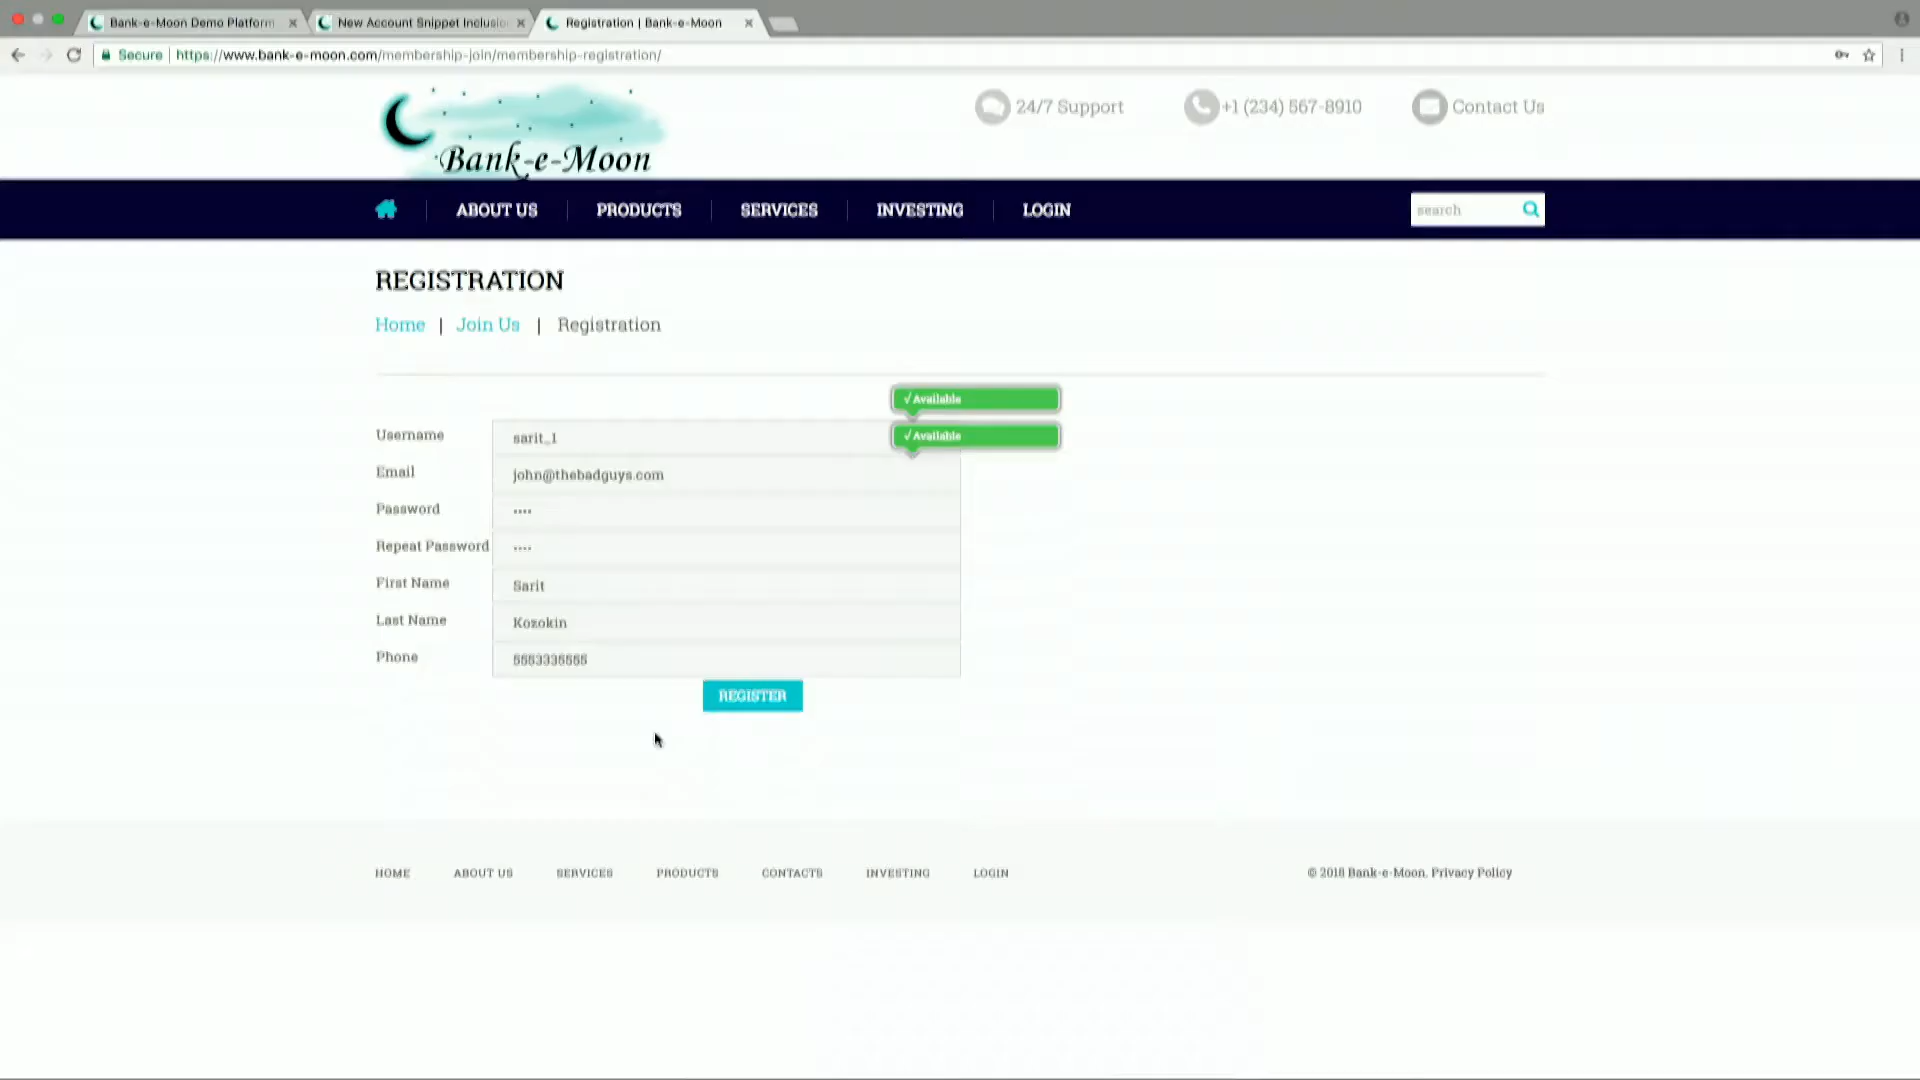 Bank-e-Moon Demo Platform
New Account Snippet Inclusio
Registration | Bank-e-Moon
Secure
https://www.bank-e-moon.com/membership-join/membership-registration/
Bank-e-Moon
24/7 Support
+1 (234) 567-8910
Contact Us
ABOUT US
PRODUCTS
SERVICES
INVESTING
LOGIN
search
REGISTRATION
Home | Join Us | Registration
√ Available
√ Available
Username
sarit_1
Email
john@thebadguys.com
Password
····
Repeat Password
····
First Name
Sarit
Last Name
Kozokin
Phone
REGISTER
HOME
ABOUT US
SERVICES
PRODUCTS
CONTACTS
INVESTING
LOGIN
© 2018 Bank-e-Moon. Privacy Policy